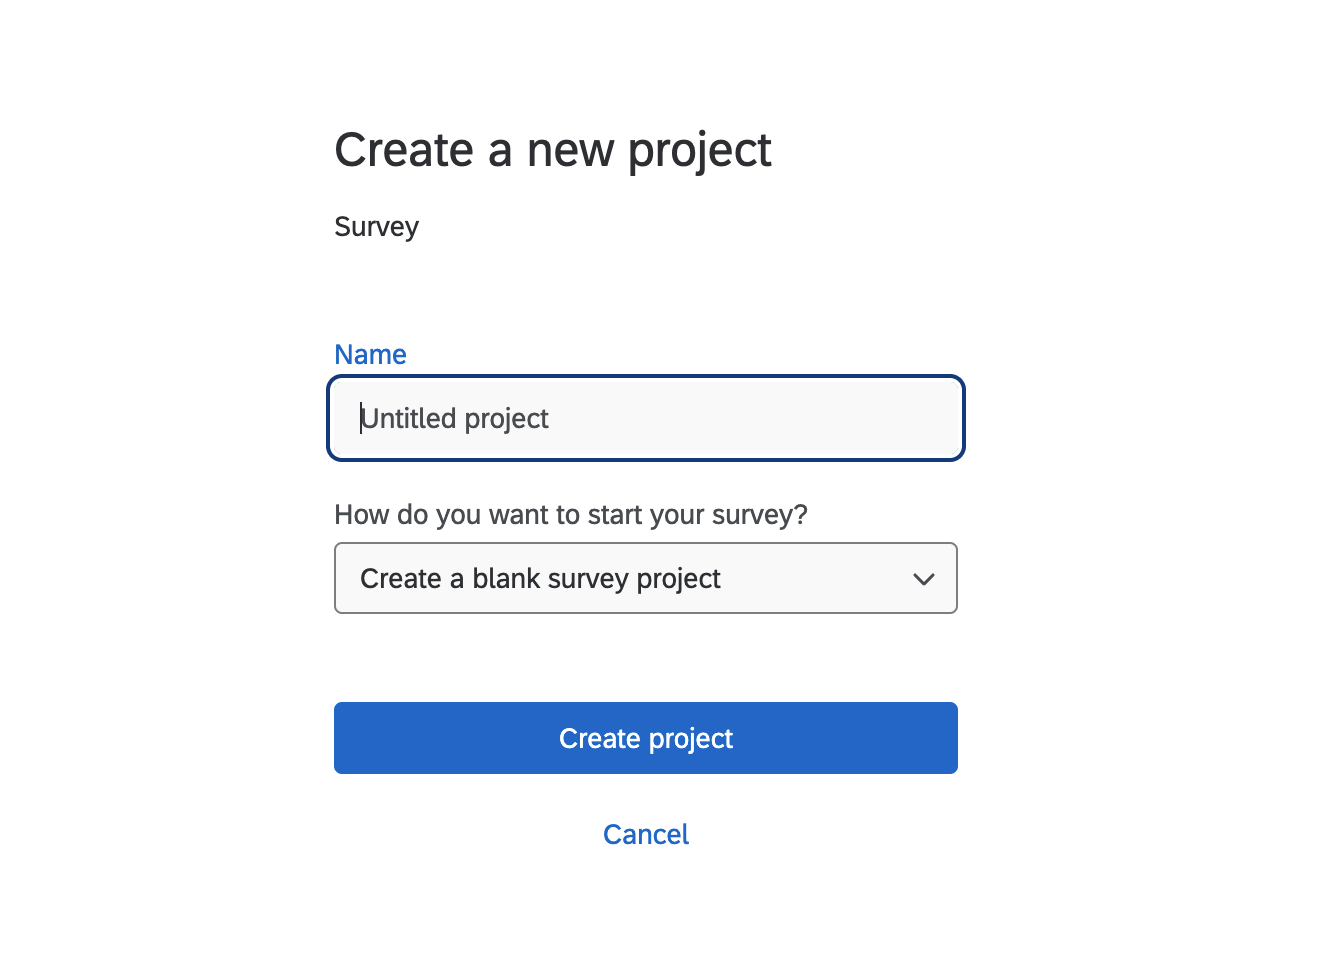 Create a new project
Survey
Name
Untitled project
How do you want to start your survey?
Create a blank survey project
Create project
Cancel